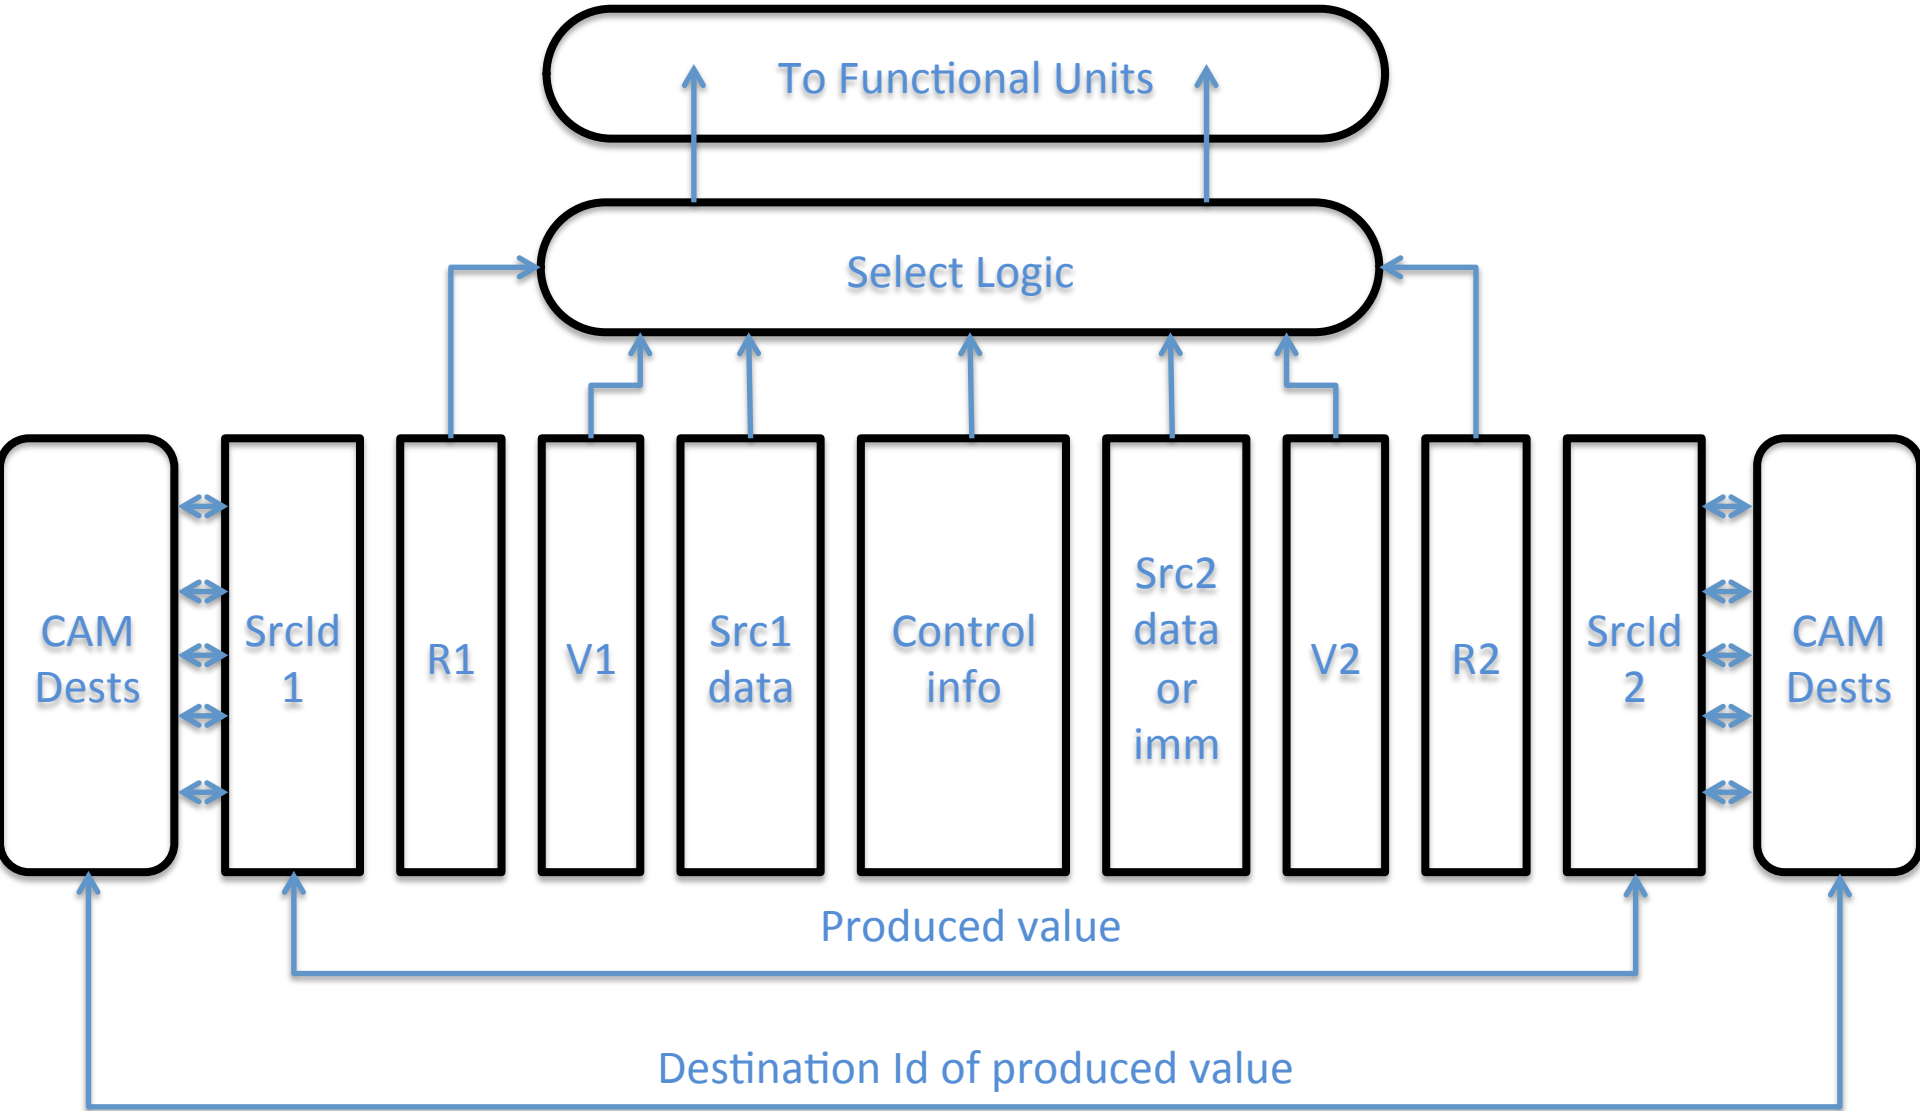 To Functional Units
Select Logic
CAM
Dests
SrcId
1
R1
V1
Src1
data
Control
info
Src2
data
or
imm
V2
R2
SrcId
2
CAM
Dests
Produced value
Destination Id of produced value